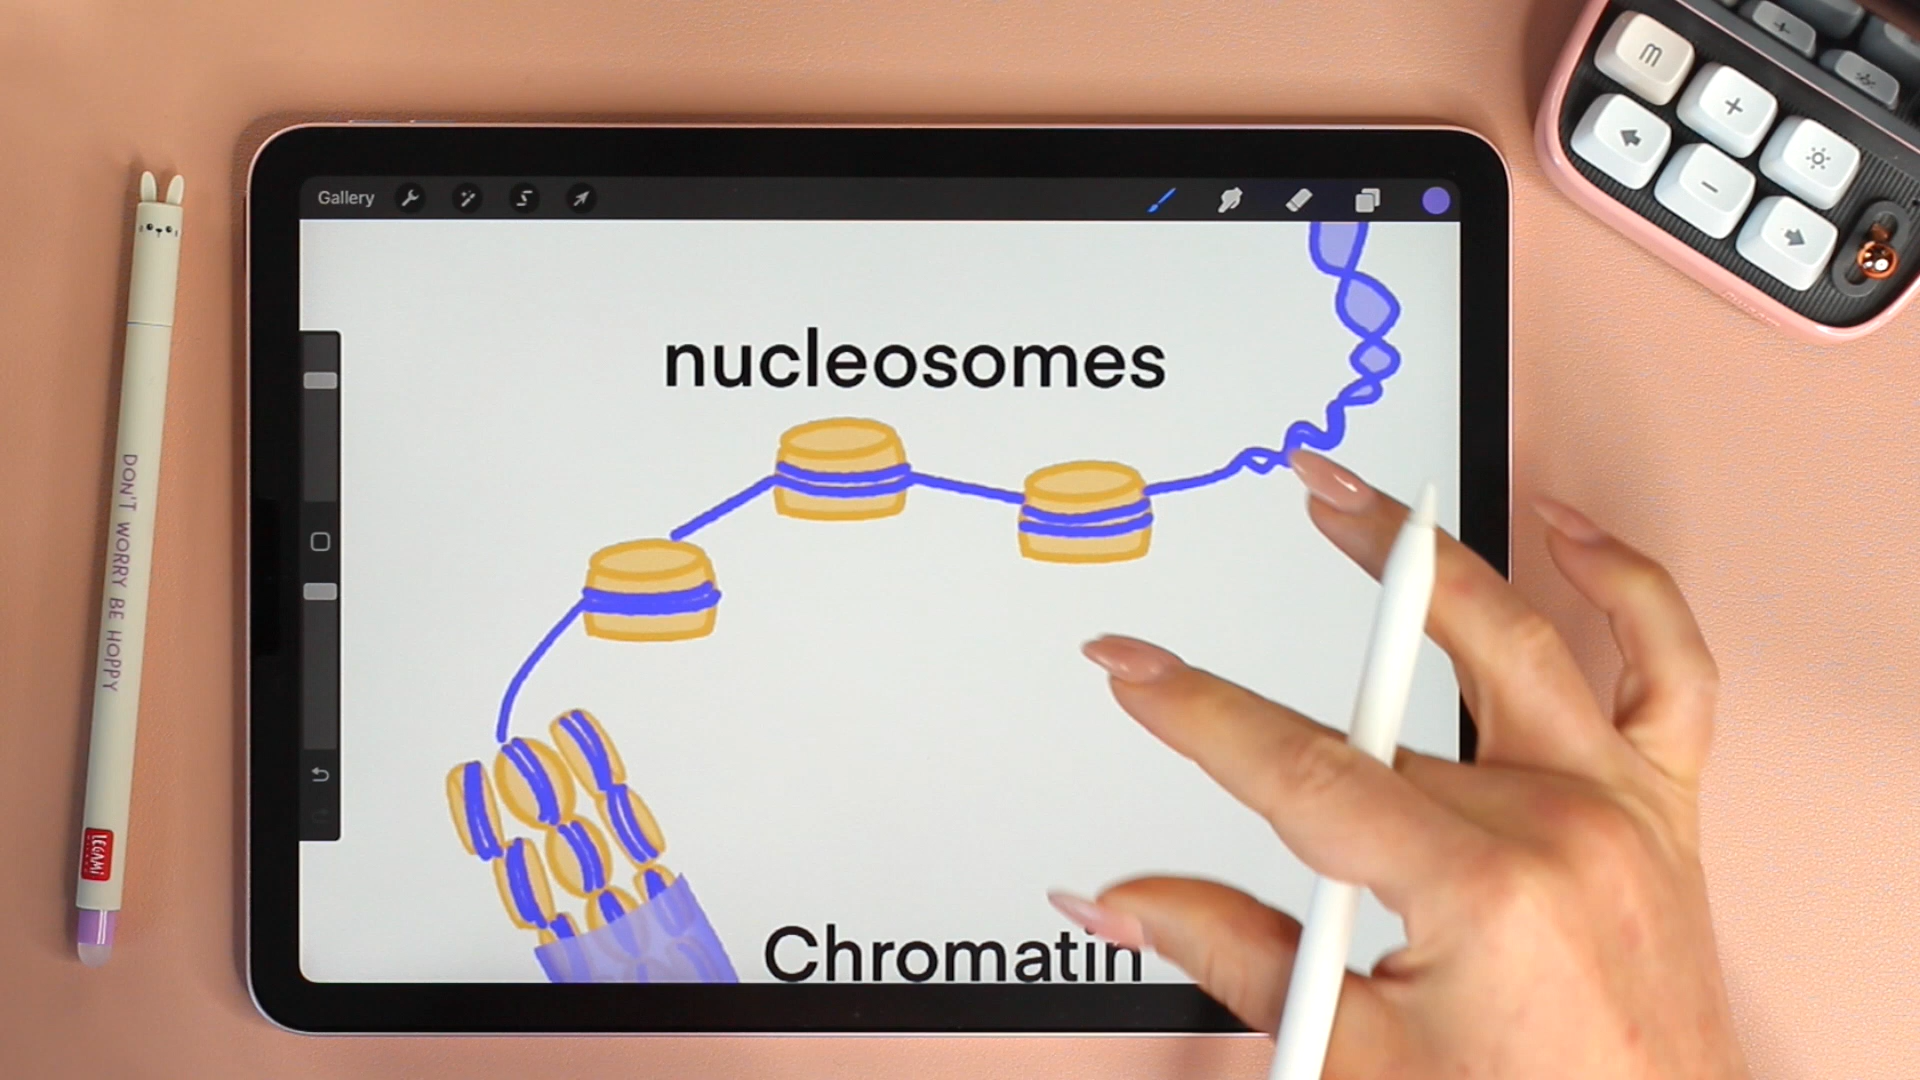 Gallery
nucleosomes
Chromatin
DON'T WORRY BE HOPPY
LEGAMI
m
+
-